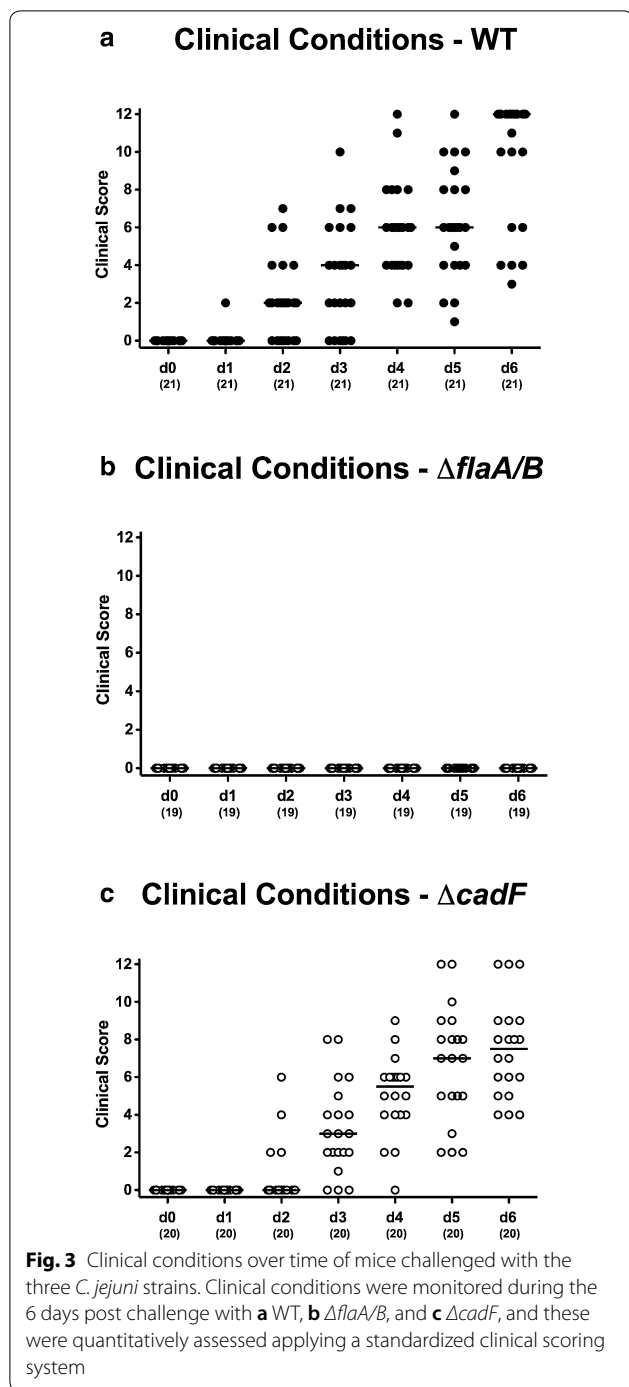 a Clinical Conditions - WT
Clinical Score
12
10
8
6
4
2
0
d0 d1 d2 d3 d4 d5 d6
(21) (21) (21) (21) (21) (21) (21)
b Clinical Conditions - ΔflaA/B
Clinical Score
12
10
8
6
4
2
0
d0 d1 d2 d3 d4 d5 d6
(19) (19) (19) (19) (19) (19) (19)
c Clinical Conditions - ΔcadF
Clinical Score
12
10
8
6
4
2
0
d0 d1 d2 d3 d4 d5 d6
(20) (20) (20) (20) (20) (20) (20)
Fig. 3 Clinical conditions over time of mice challenged with the
three C. jejuni strains. Clinical conditions were monitored during the
6 days post challenge with a WT, b ΔflaA/B, and c ΔcadF, and these
were quantitatively assessed applying a standardized clinical scoring
system